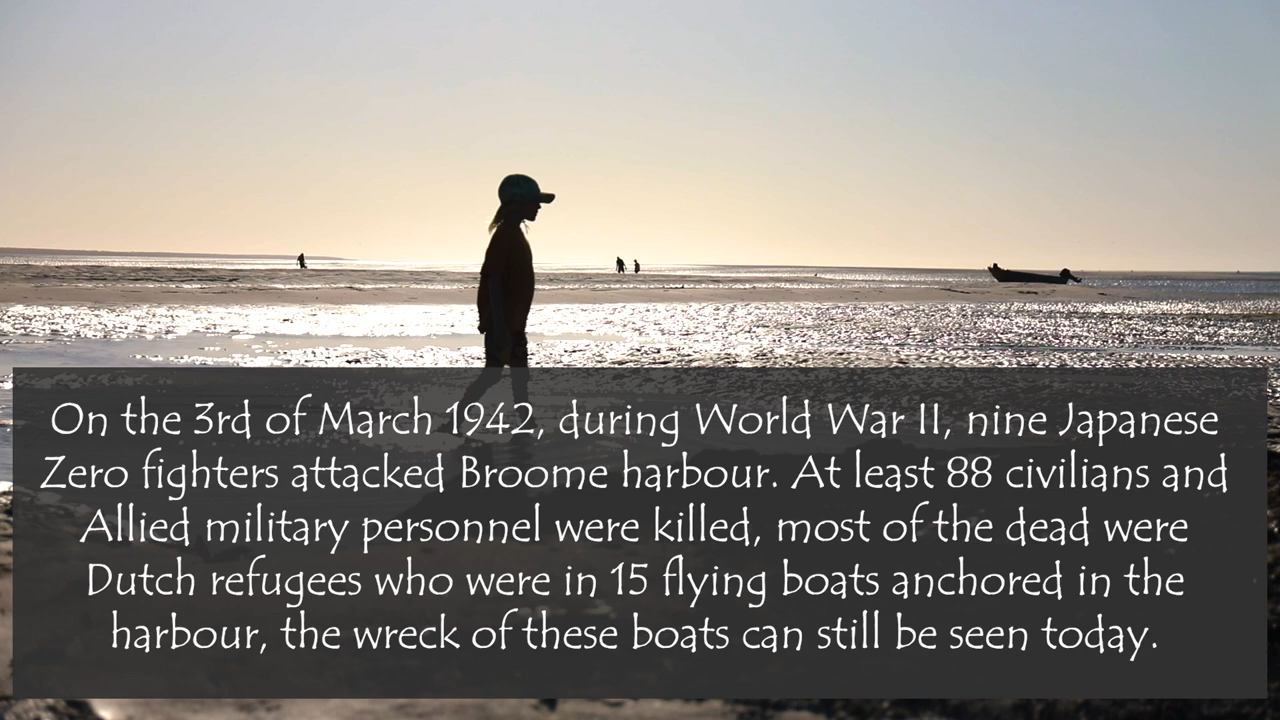 On the 3rd of March 1942, during World War II, nine Japanese
Zero fighters attacked Broome harbour. At least 88 civilians and
Allied military personnel were killed, most of the dead were
Dutch refugees who were in 15 flying boats anchored in the
harbour, the wreck of these boats can still be seen today.